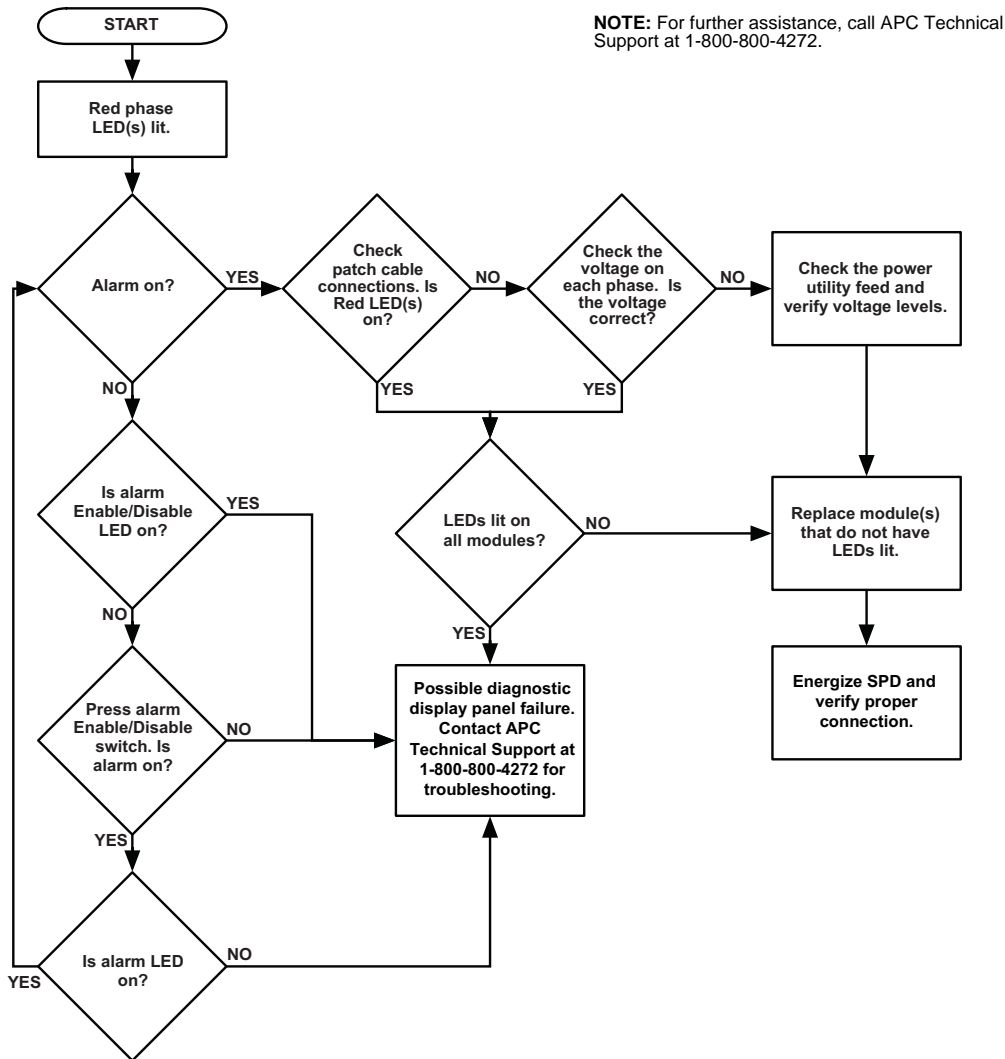 START
NOTE: For further assistance, call APC Technical
Support at 1-800-800-4272.
Red phase
LED(s) lit.
Alarm on?
YES
Check
patch cable
connections. Is
Red LED(s)
on?
NO
Check the
voltage on
each phase. Is
the voltage
correct?
NO
Check the power
utility feed and
verify voltage levels.
NO
YES
YES
Is alarm
Enable/Disable
LED on?
YES
LEDs lit on
all modules?
NO
Replace module(s)
that do not have
LEDs lit.
NO
YES
Press alarm
Enable/Disable
switch. Is
alarm on?
NO
Possible diagnostic
display panel failure.
Contact APC
Technical Support at
1-800-800-4272 for
troubleshooting.
Energize SPD and
verify proper
connection.
YES
Is alarm LED
on?
NO
YES